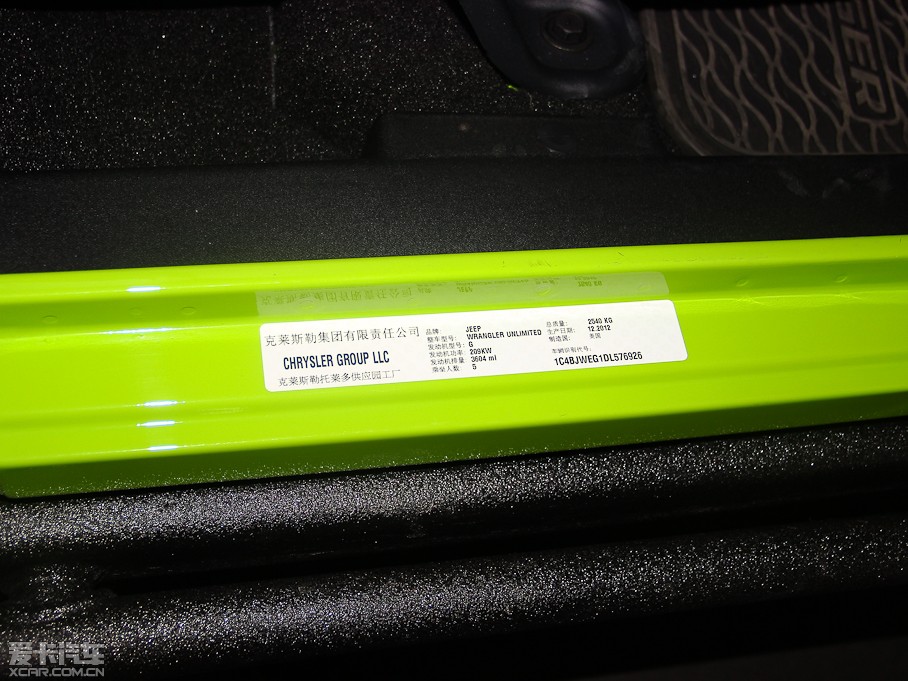 克莱斯勒集团有限责任公司
CHRYSLER GROUP LLC
克莱斯勒托莱多供应园工厂
品牌: JEEP
整车型号: WRANGLER UNLIMITED
发动机型号: G
发动机功率: 209KW
发动机排量 3604 ml
乘坐人数 5
总质量: 2540 KG
生产日期: 12.2012
制造国: 美国
车辆识别代号:
1C4BJWEG1DL576926
爱卡汽车
XCAR.COM.CN